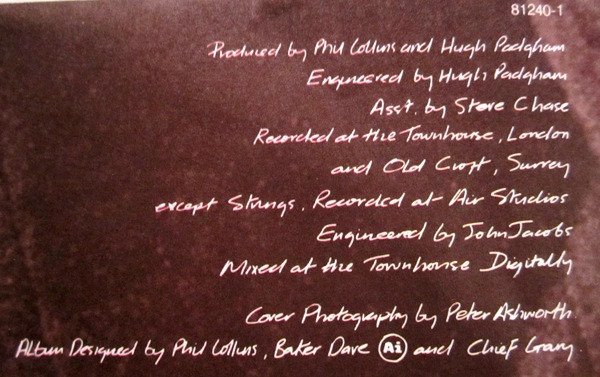 81240-1
Produced by Phil Collins and Hugh Padgham
Engineered by Hugh Padgham
Asst. by Steve Chase
Recorded at the Townhouse, London
and Old Croft, Surrey
except Strings. Recorded at Air Studios
Engineered by John Jacobs
Mixed at the Townhouse Digitally
Cover Photography by Peter Ashworth.
Album Designed by Phil Collins, Baker Dave Ai and Chief Grary.